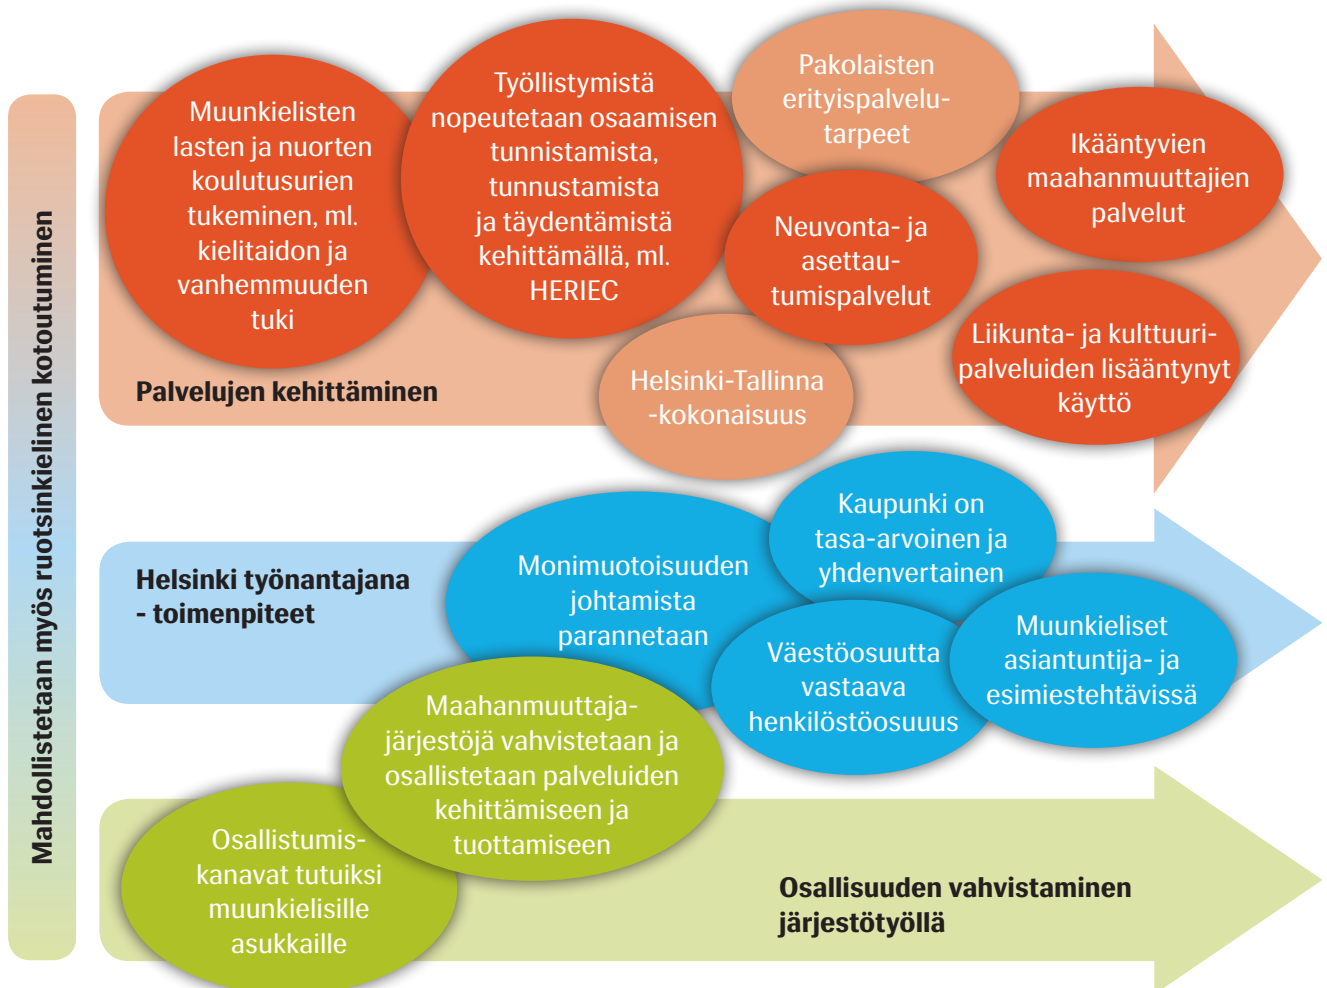 Mahdollistetaan myös ruotsinkielinen kotoutuminen
Muunkielisten
lasten ja nuorten
koulutusurien
tukeminen, ml.
kielitaidon ja
vanhemmuuden
tuki
Työllistymistä
nopeutetaan osaamisen
tunnistamista,
tunnustamista
ja täydentämistä
kehittämällä, ml.
HERIEC
Pakolaisten
erityispalvelu-
tarpeet
Ikääntyvien
maahanmuuttajien
palvelut
Neuvonta- ja
asettau-
tumispalvelut
Liikunta- ja kulttuuri-
palveluiden lisääntynyt
käyttö
Helsinki-Tallinna
-kokonaisuus
Palvelujen kehittäminen
Helsinki työnantajana
- toimenpiteet
Monimuotoisuuden
johtamista
parannetaan
Kaupunki on
tasa-arvoinen ja
yhdenvertainen
Väestöosuutta
vastaava
henkilöstöosuuus
Muunkieliset
asiantuntija- ja
esimiestehtävissä
Maahanmuuttaja-
järjestöjä vahvistetaan ja
osallistetaan palveluiden
kehittämiseen ja
tuottamiseen
Osallistumis-
kanavat tutuiksi
muunkielisille
asukkaille
Osallisuuden vahvistaminen
järjestötyöllä